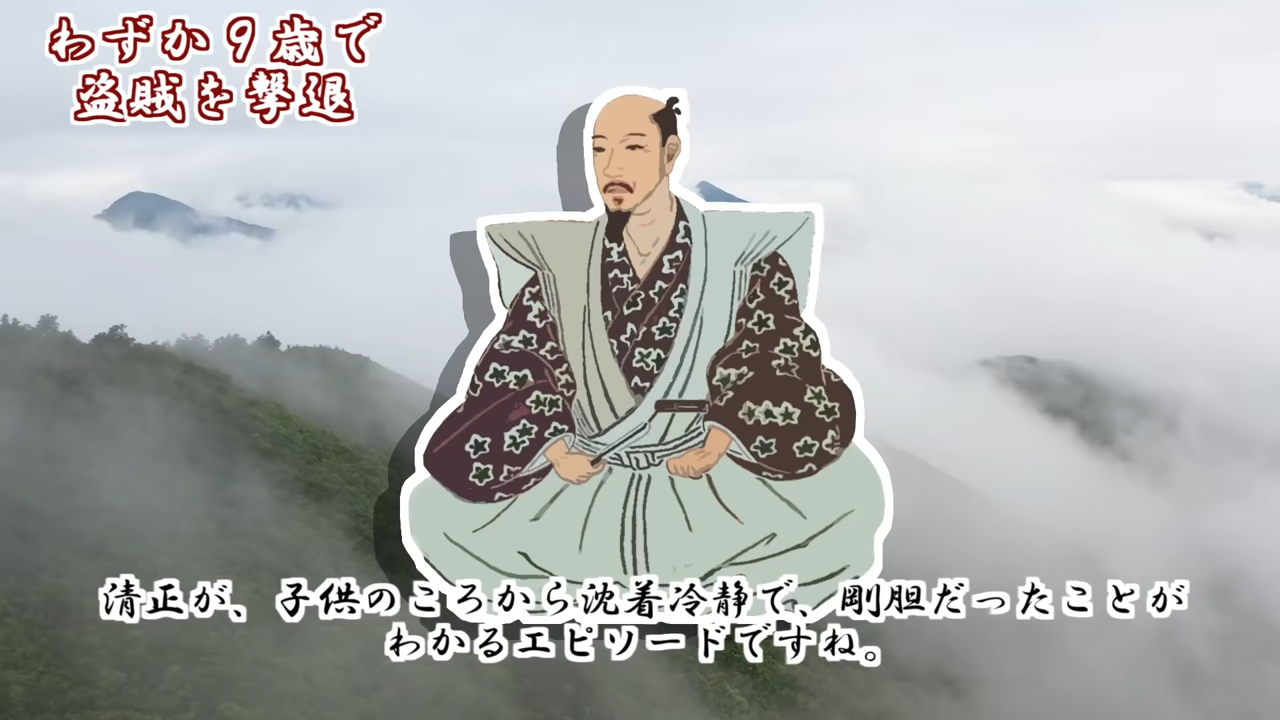 わずか９歳で
盗賊を撃退
清正が、子供のころから沈着冷静で、剛胆だったことが
わかるエピソードですね。